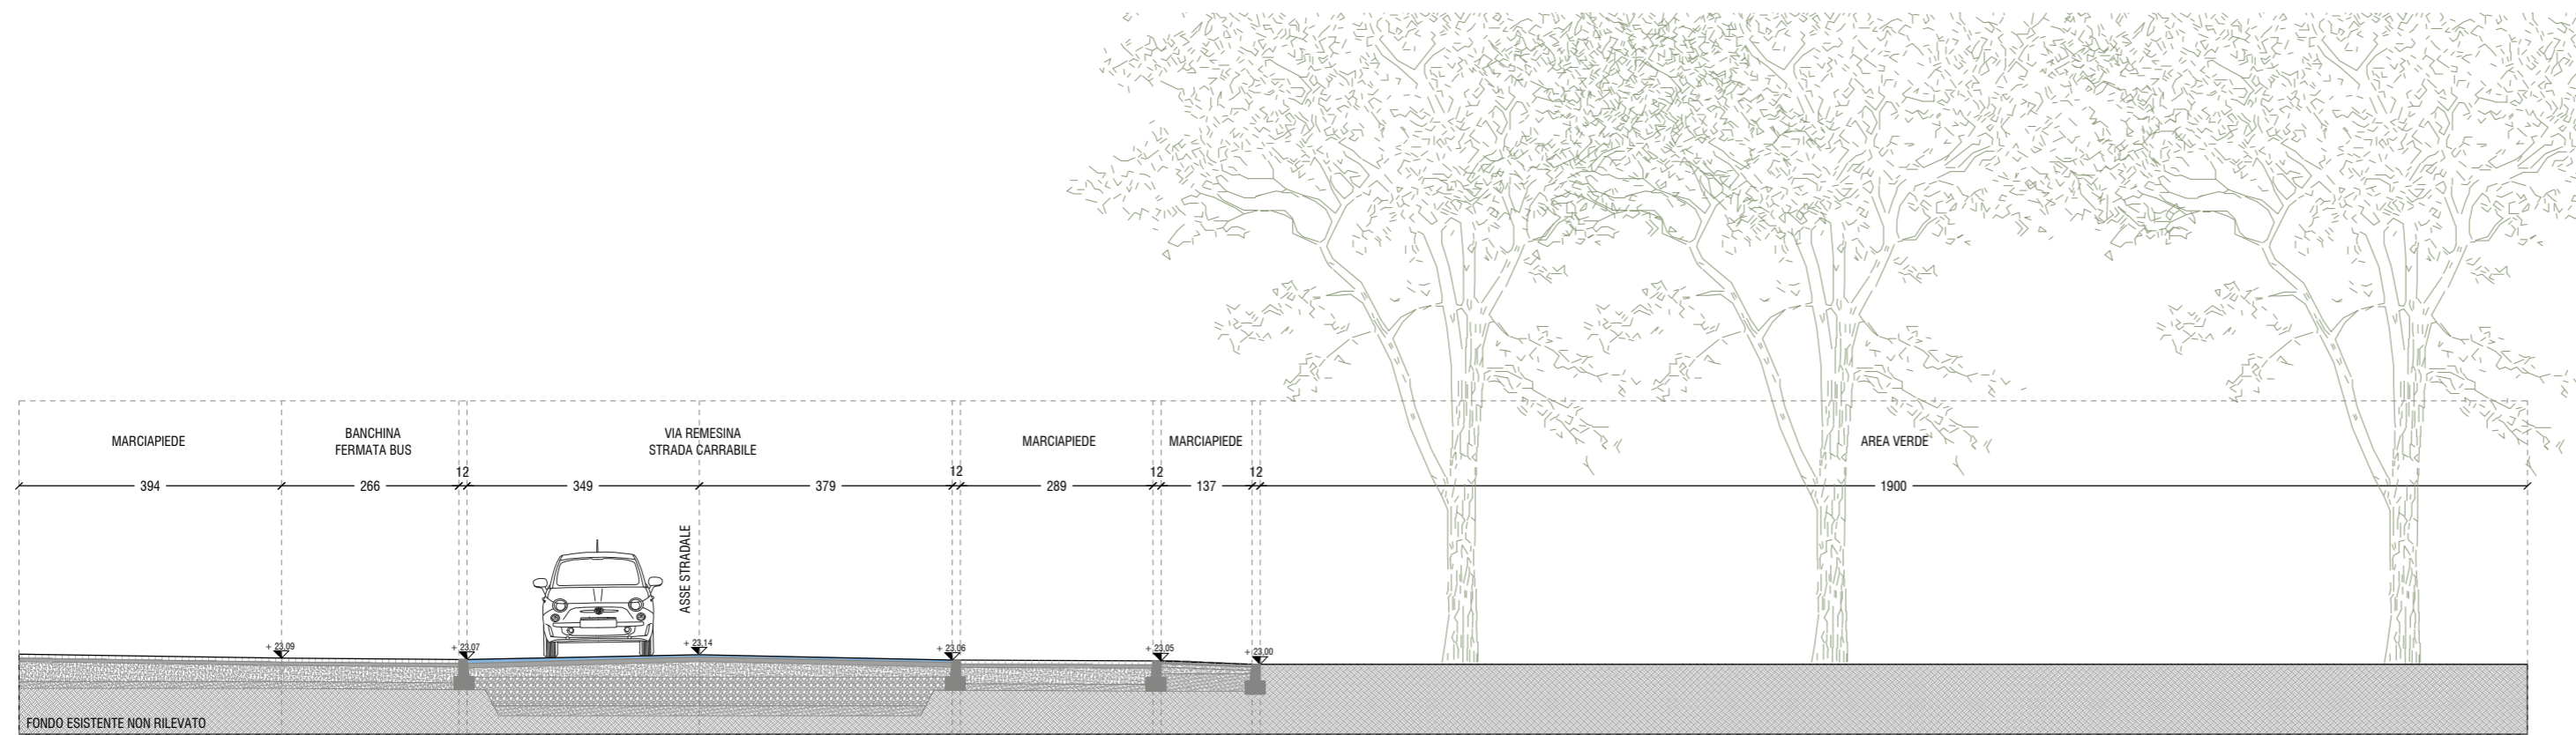 MARCIAPIEDE
BANCHINA
FERMATA BUS
VIA REMESINA
STRADA CARRABILE
MARCIAPIEDE
MARCIAPIEDE
AREA VERDE
12
12
12
12
394
266
349
379
289
137
1900
ASSE STRADALE
+ 23.09
+ 23.07
+ 23.14
+ 23.06
+ 23.05
+ 23.00
FONDO ESISTENTE NON RILEVATO